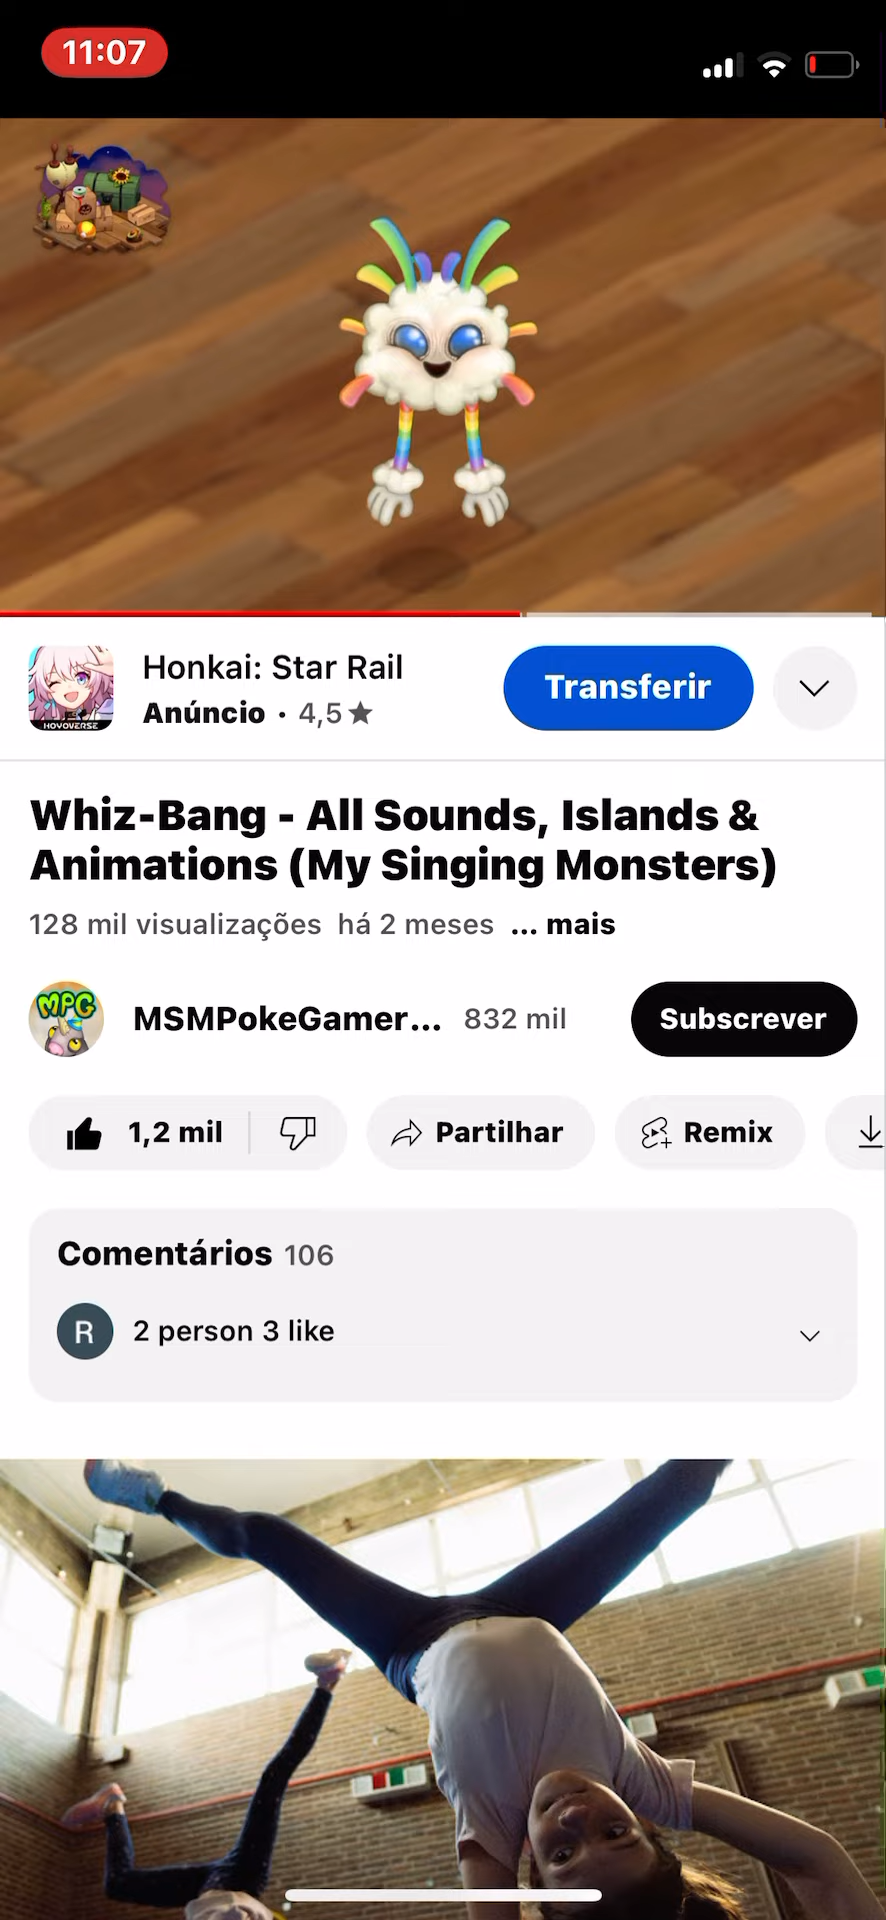 11:07
HOYOVERSE
Honkai: Star Rail
Anúncio · 4,5★
Transferir
Whiz-Bang - All Sounds, Islands &
Animations (My Singing Monsters)
128 mil visualizações há 2 meses ... mais
MPG
MSMPokeGamer... 832 mil
Subscrever
1,2 mil
Partilhar
Remix
Comentários 106
R
2 person 3 like